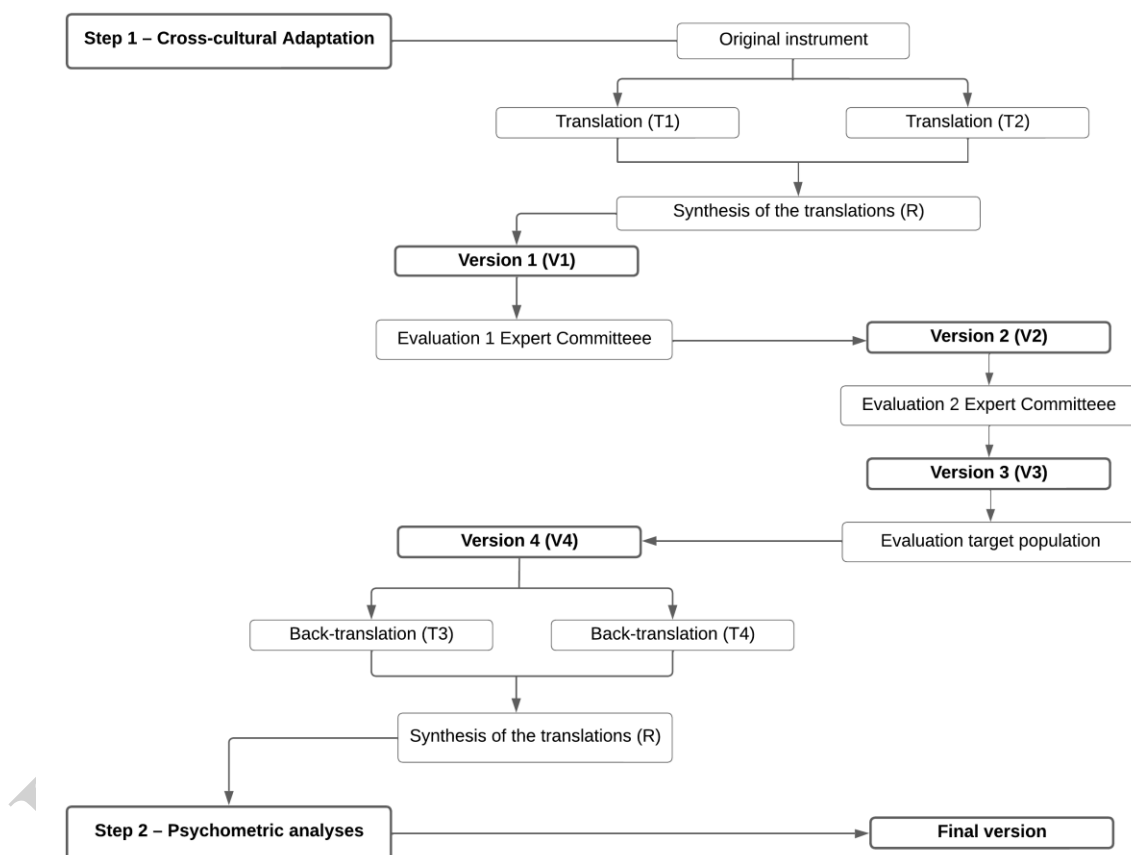 Step 1 – Cross-cultural Adaptation
Original instrument
Translation (T1)
Translation (T2)
Synthesis of the translations (R)
Version 1 (V1)
Evaluation 1 Expert Committeee
Version 2 (V2)
Evaluation 2 Expert Committeee
Version 3 (V3)
Evaluation target population
Version 4 (V4)
Back-translation (T3)
Back-translation (T4)
Synthesis of the translations (R)
Step 2 – Psychometric analyses
Final version